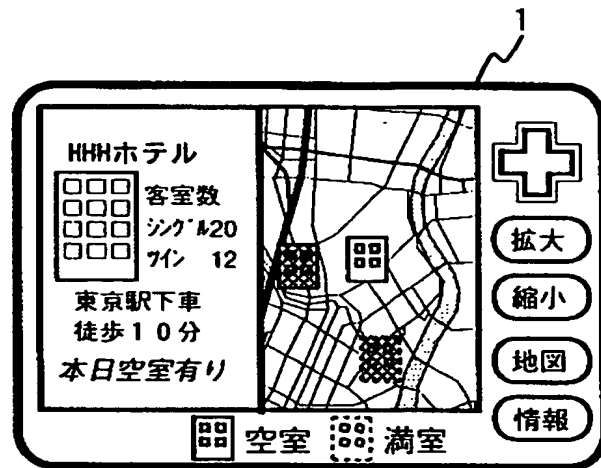 1
HHHホテル
客室数
シングル20
ツイン 12
東京駅下車
徒歩10分
本日空室有り
拡大
縮小
地図
情報
空室 満室